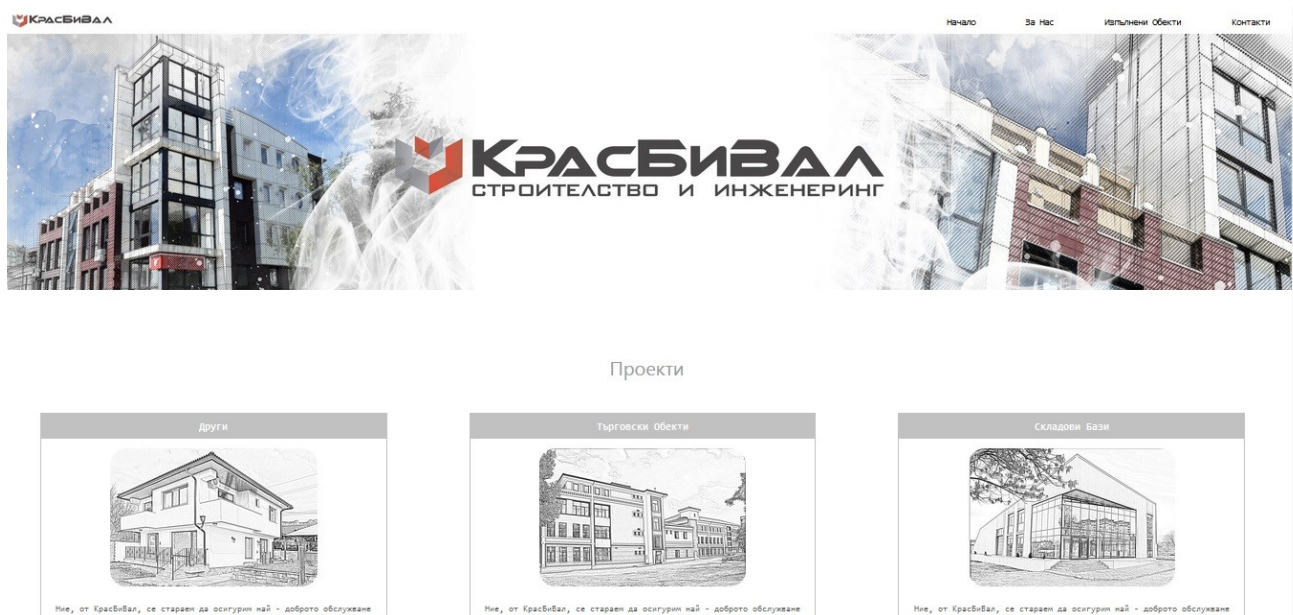 КрасБиВал
Начало
За Нас
Изпълнени Обекти
Контакти
КрасБиВал
СТРОИТЕЛСТВО И ИНЖЕНЕРИНГ
Проекти
Други
Търговски Обекти
Складови Бази
Ние, от КрасБиВал, се стараем да осигурим най - доброто обслужване
Ние, от КрасБиВал, се стараем да осигурим най - доброто обслужване
Ние, от КрасБиВал, се стараем да осигурим най - доброто обслужване